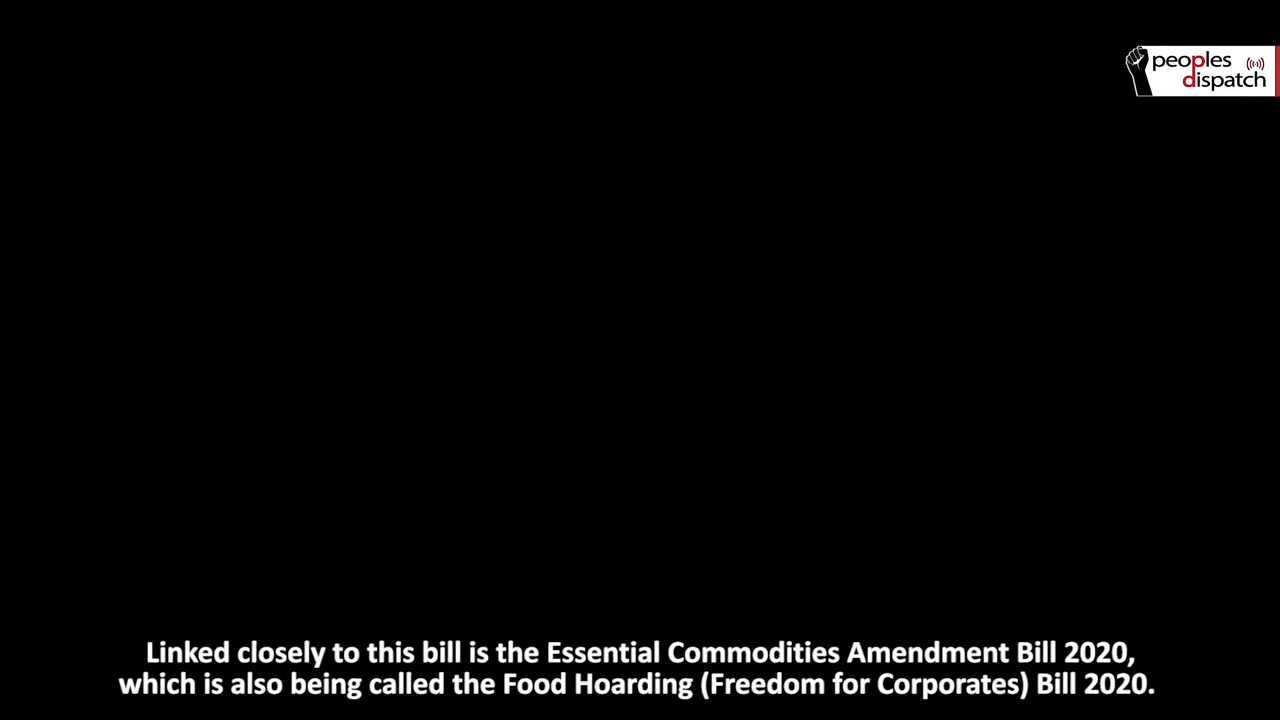 peoples
dispatch
Linked closely to this bill is the Essential Commodities Amendment Bill 2020,
which is also being called the Food Hoarding (Freedom for Corporates) Bill 2020.